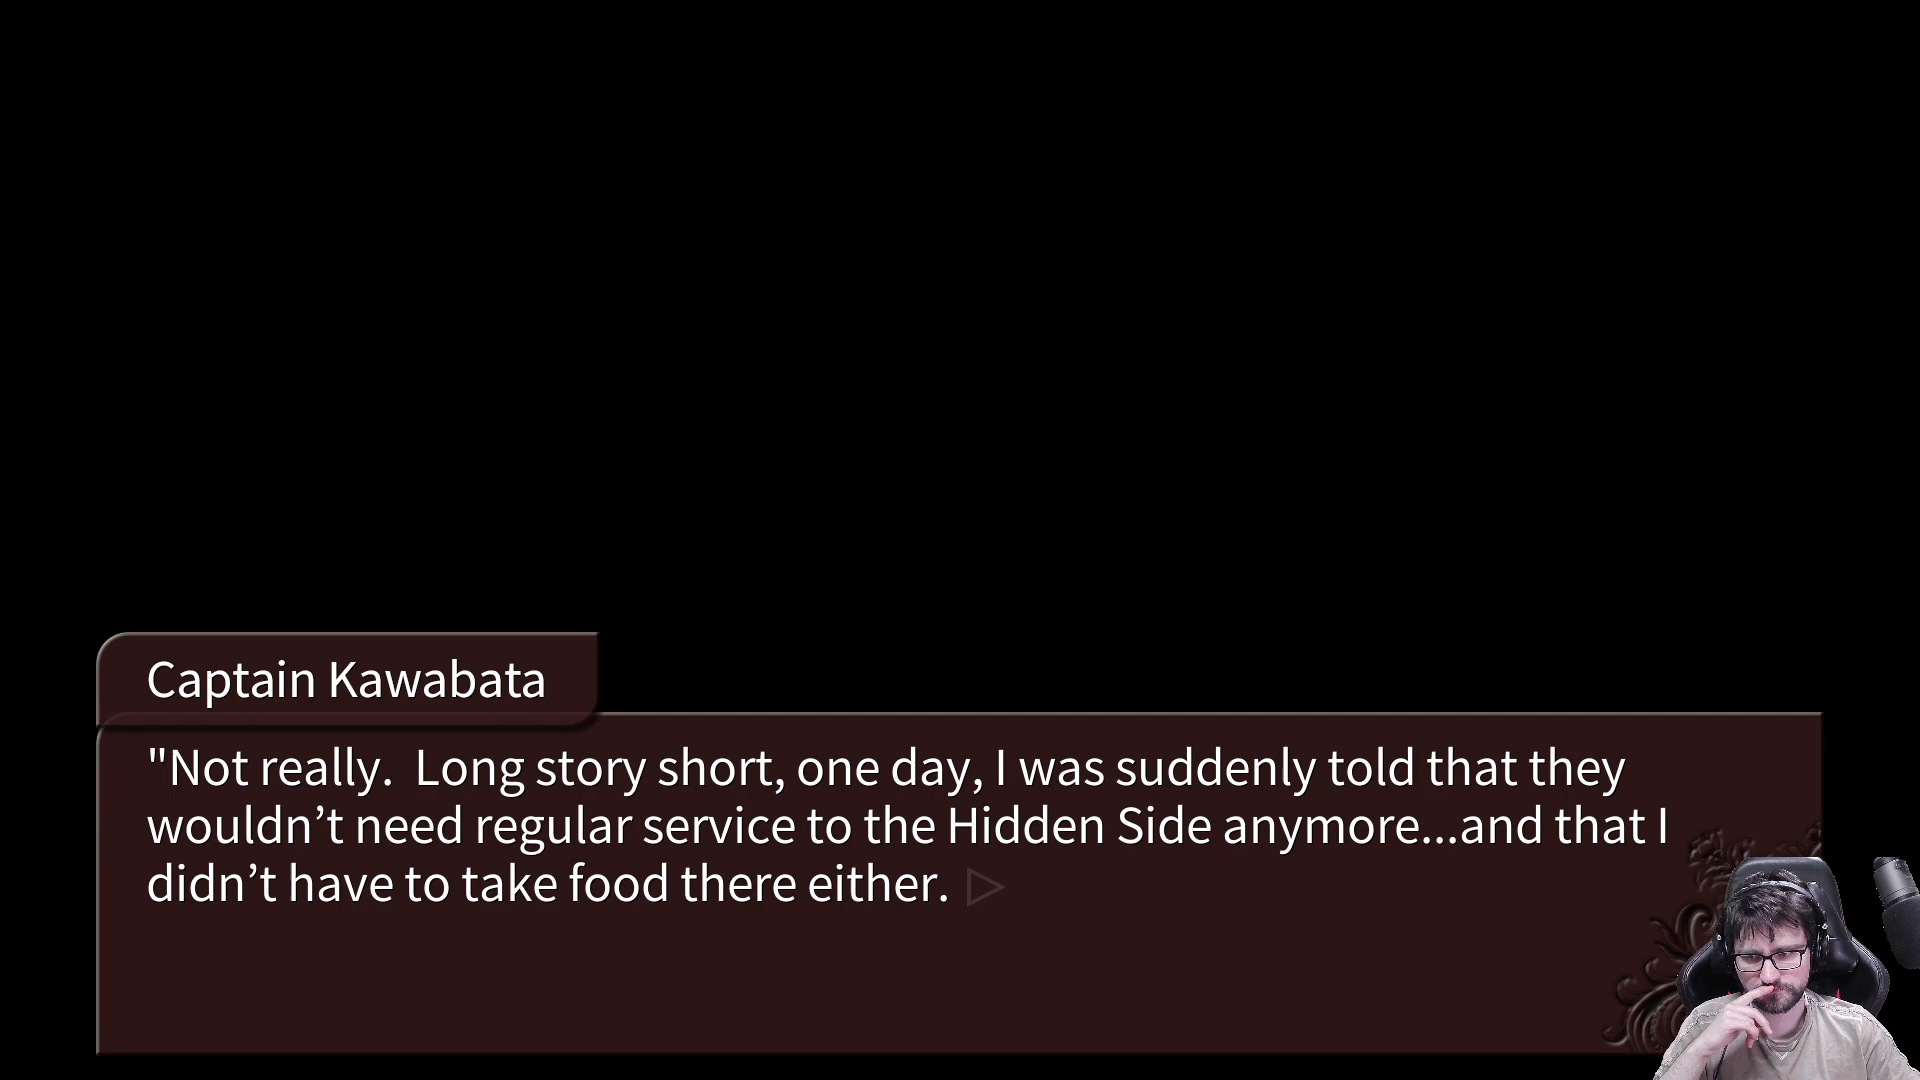 Captain Kawabata
"Not really.  Long story short, one day, I was suddenly told that they
wouldn’t need regular service to the Hidden Side anymore...and that I
didn’t have to take food there either.